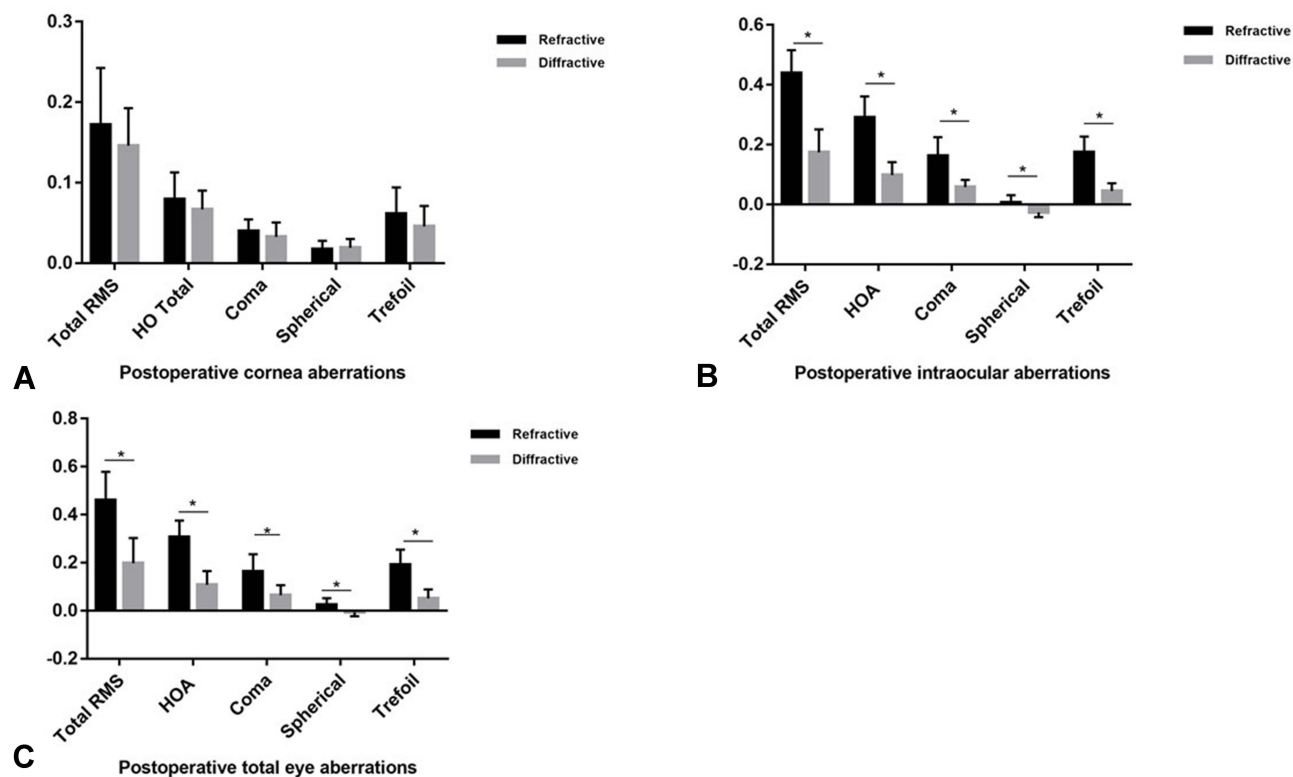 0.3
0.2
0.1
0.0
Refractive
Diffractive
Total RMS
HO Total
Coma
Spherical
Trefoil
A
Postoperative cornea aberrations
0.6
0.4
0.2
0.0
-0.2
*
*
*
*
*
Refractive
Diffractive
Total RMS
HOA
Coma
Spherical
Trefoil
B
Postoperative intraocular aberrations
0.8
0.6
0.4
0.2
0.0
-0.2
*
*
*
*
*
Refractive
Diffractive
Total RMS
HOA
Coma
Spherical
Trefoil
C
Postoperative total eye aberrations